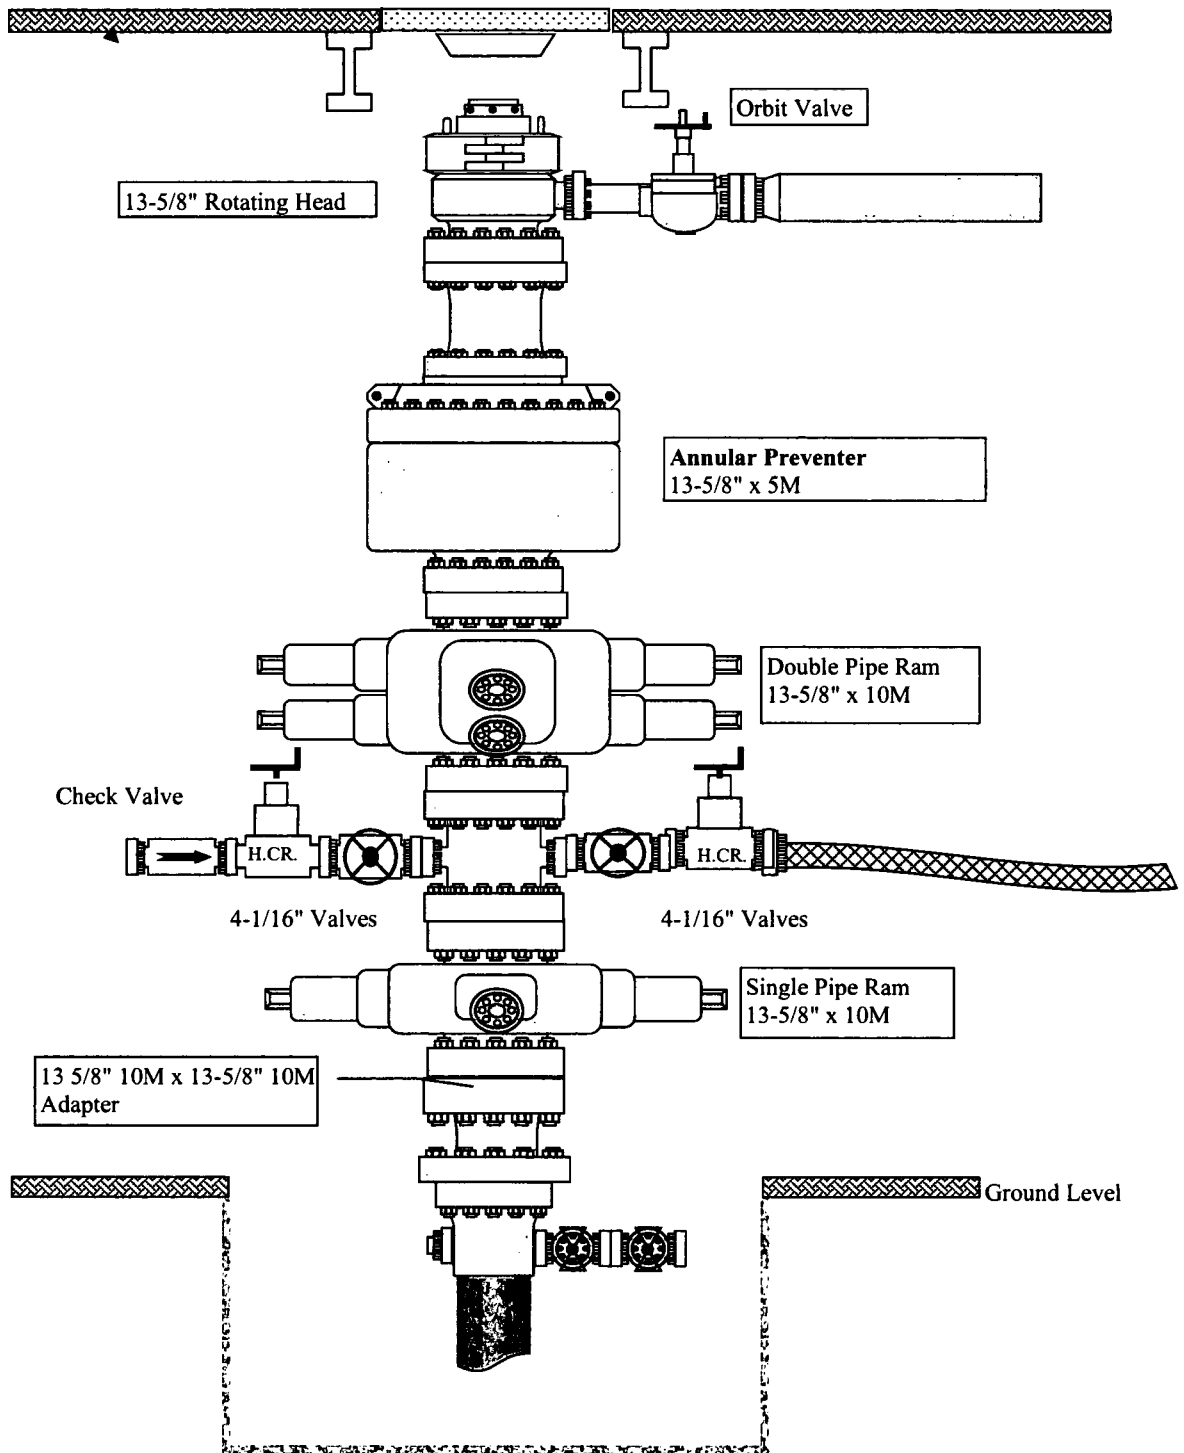 Orbit Valve
13-5/8" Rotating Head
Annular Preventer
13-5/8" x 5M
Double Pipe Ram
13-5/8" x 10M
Check Valve
H.CR.
H.CR.
4-1/16" Valves
4-1/16" Valves
Single Pipe Ram
13-5/8" x 10M
13 5/8" 10M x 13-5/8" 10M
Adapter
Ground Level